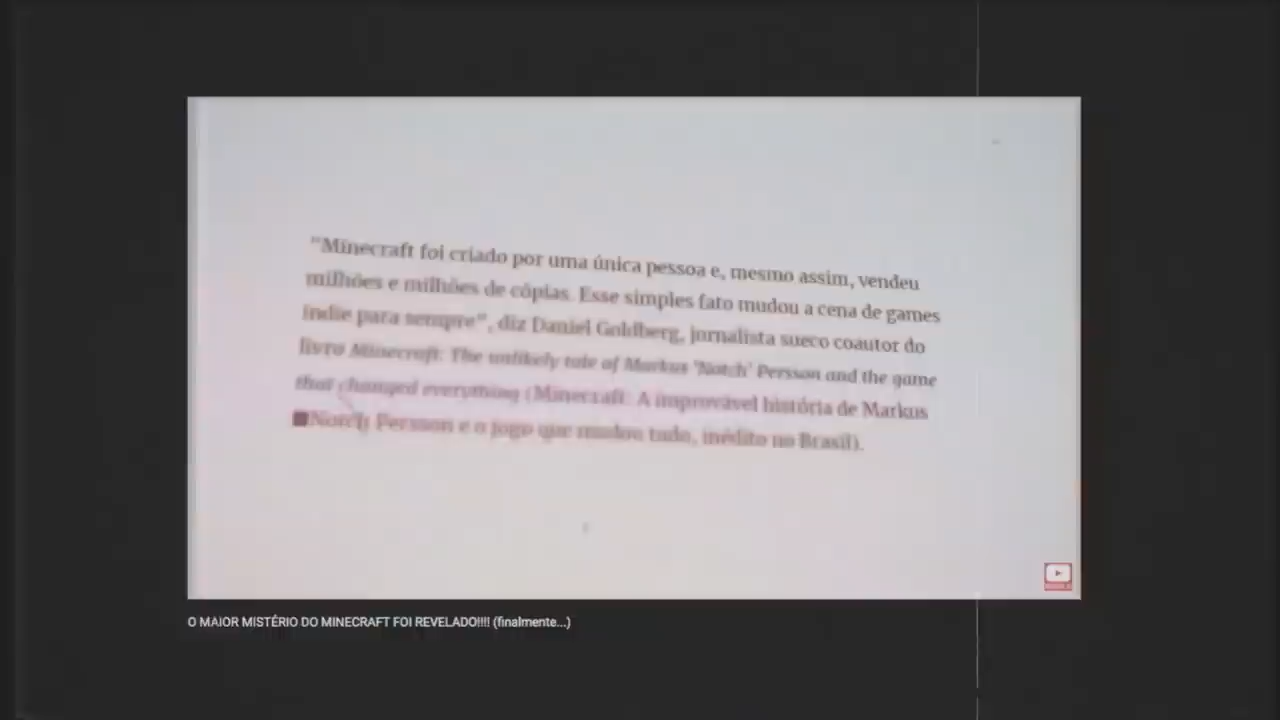 "Minecraft foi criado por uma única pessoa e, mesmo assim, vendeu
milhões e milhões de cópias. Esse simples fato mudou a cena de games
indie para sempre", diz Daniel Goldberg, jornalista sueco coautor do
livro Minecraft: The unlikely tale of Markus 'Notch' Persson and the game
that changed everything (Minecraft: A improvável história de Markus
Notch Persson e o jogo que mudou tudo, inédito no Brasil).
O MAIOR MISTÉRIO DO MINECRAFT FOI REVELADO!!!! (finalmente...)